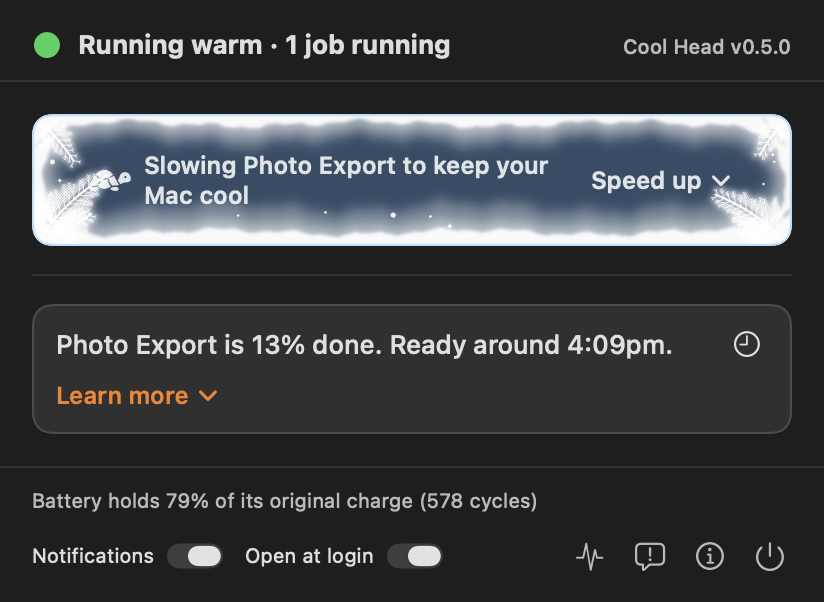 Running warm · 1 job running
Cool Head v0.5.0
Slowing Photo Export to keep your
Mac cool
Speed up
Photo Export is 13% done. Ready around 4:09pm.
Learn more
Battery holds 79% of its original charge (578 cycles)
Notifications
Open at login